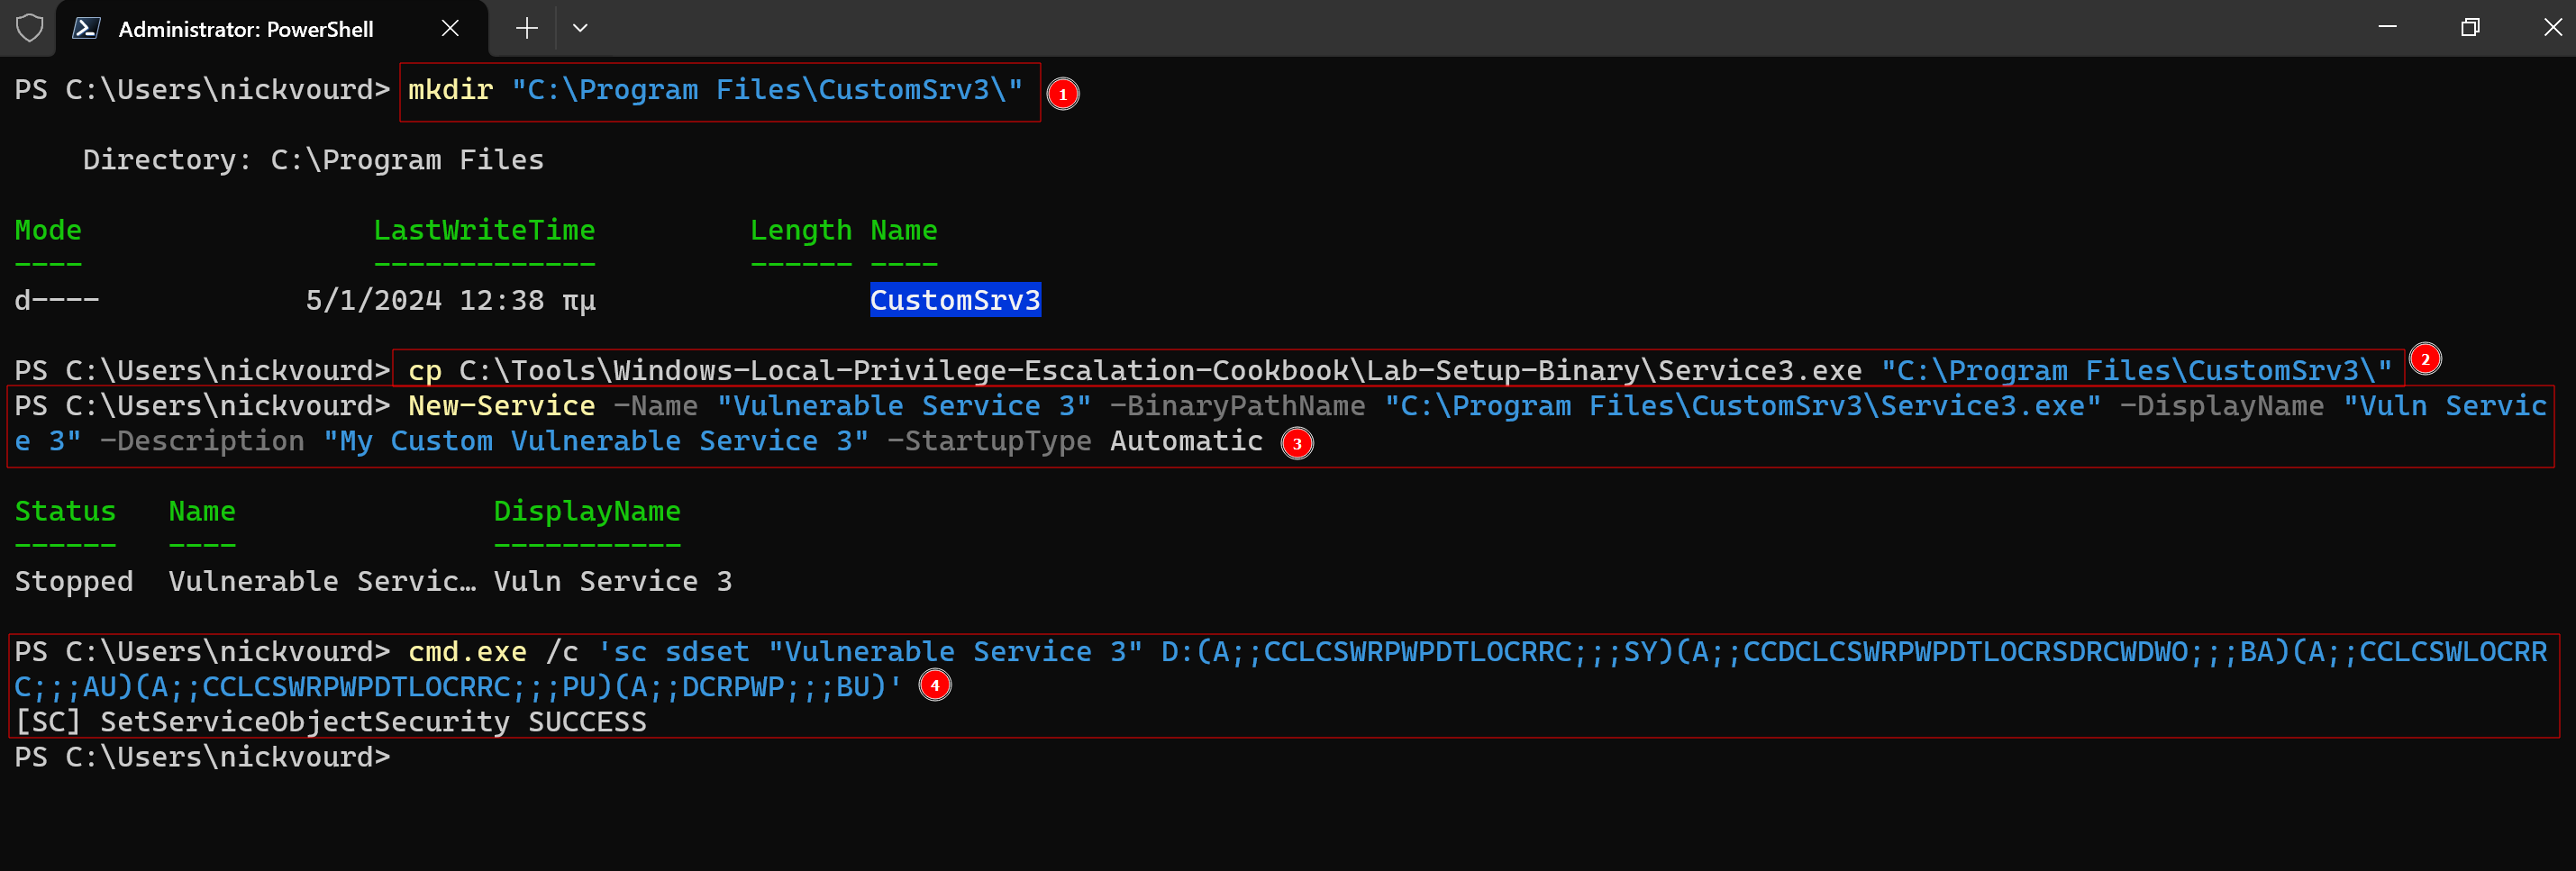 Administrator: PowerShell
PS C:\Users\nickvourd> mkdir "C:\Program Files\CustomSrv3\" 1
Directory: C:\Program Files
Mode LastWriteTime Length Name
---- ------------- ------ ----
d---- 5/1/2024 12:38 πμ CustomSrv3
PS C:\Users\nickvourd> cp C:\Tools\Windows-Local-Privilege-Escalation-Cookbook\Lab-Setup-Binary\Service3.exe "C:\Program Files\CustomSrv3\" 2
PS C:\Users\nickvourd> New-Service -Name "Vulnerable Service 3" -BinaryPathName "C:\Program Files\CustomSrv3\Service3.exe" -DisplayName "Vuln Servic
e 3" -Description "My Custom Vulnerable Service 3" -StartupType Automatic 3
Status Name DisplayName
------ ---- -----------
Stopped Vulnerable Servic… Vuln Service 3
PS C:\Users\nickvourd> cmd.exe /c 'sc sdset "Vulnerable Service 3" D:(A;;CCLCSWRPWPDTLOCRRC;;;SY)(A;;CCDCLCSWRPWPDTLOCRSDRCWDWO;;;BA)(A;;CCLCSWLOCRR
C;;;AU)(A;;CCLCSWRPWPDTLOCRRC;;;PU)(A;;DCRPWP;;;BU)' 4
[SC] SetServiceObjectSecurity SUCCESS
PS C:\Users\nickvourd>